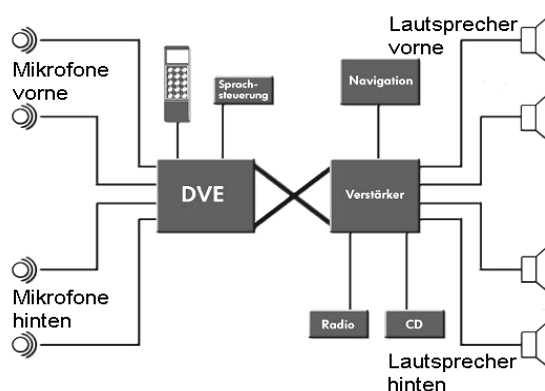 Mikrofone
vorne
Sprach-
steuerung
DVE
Mikrofone
hinten
Lautsprecher
vorne
Navigation
Verstärker
Radio
CD
Lautsprecher
hinten